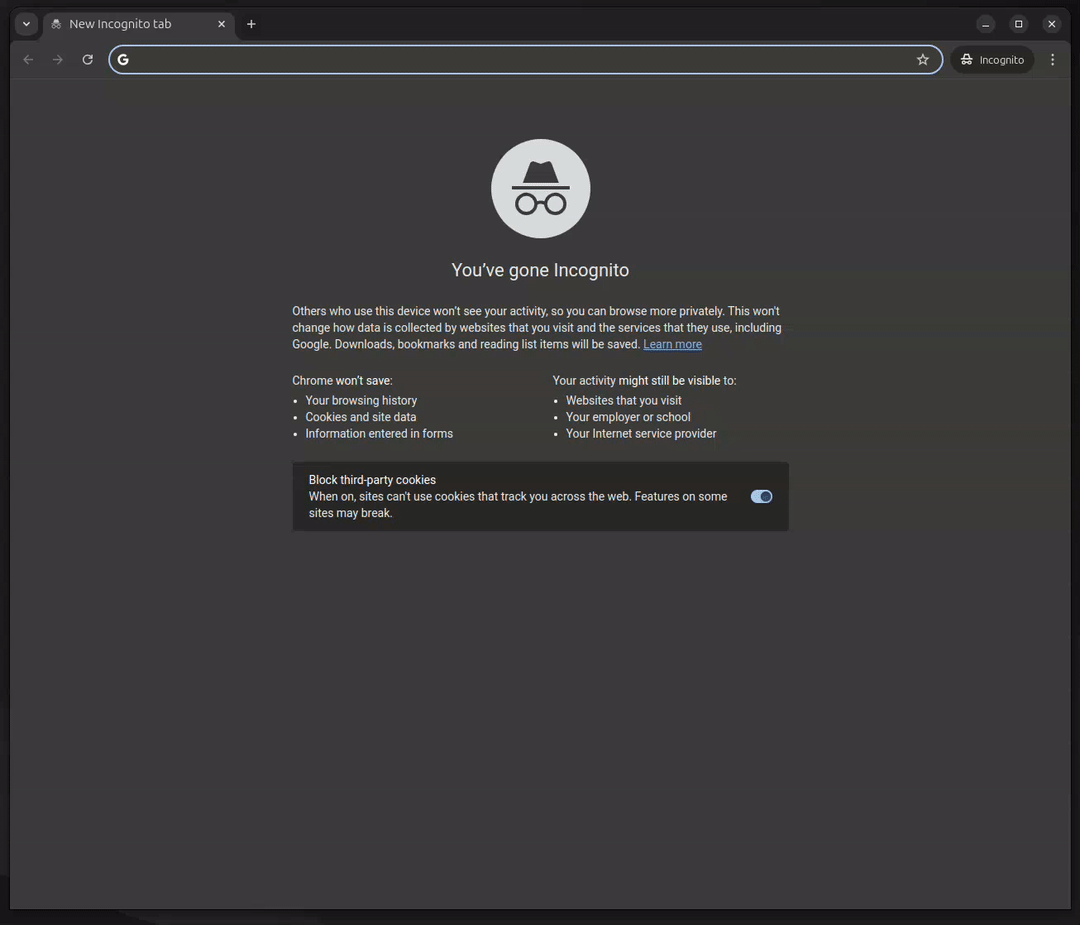 New Incognito tab
G
Incognito
You've gone Incognito
Others who use this device won't see your activity, so you can browse more privately. This won't
change how data is collected by websites that you visit and the services that they use, including
Google. Downloads, bookmarks and reading list items will be saved. Learn more
Chrome won't save:
Your browsing history
Cookies and site data
Information entered in forms
Your activity might still be visible to:
Websites that you visit
Your employer or school
Your Internet service provider
Block third-party cookies
When on, sites can't use cookies that track you across the web. Features on some
sites may break.